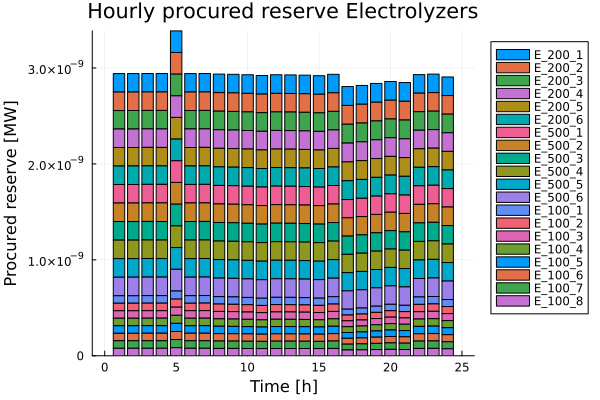 Hourly procured reserve Electrolyzers
Procured reserve [MW]
3.0×10⁻⁹
2.0×10⁻⁹
1.0×10⁻⁹
0
0 5 10 15 20 25
Time [h]
E_200_1
E_200_2
E_200_3
E_200_4
E_200_5
E_200_6
E_500_1
E_500_2
E_500_3
E_500_4
E_500_5
E_500_6
E_100_1
E_100_2
E_100_3
E_100_4
E_100_5
E_100_6
E_100_7
E_100_8